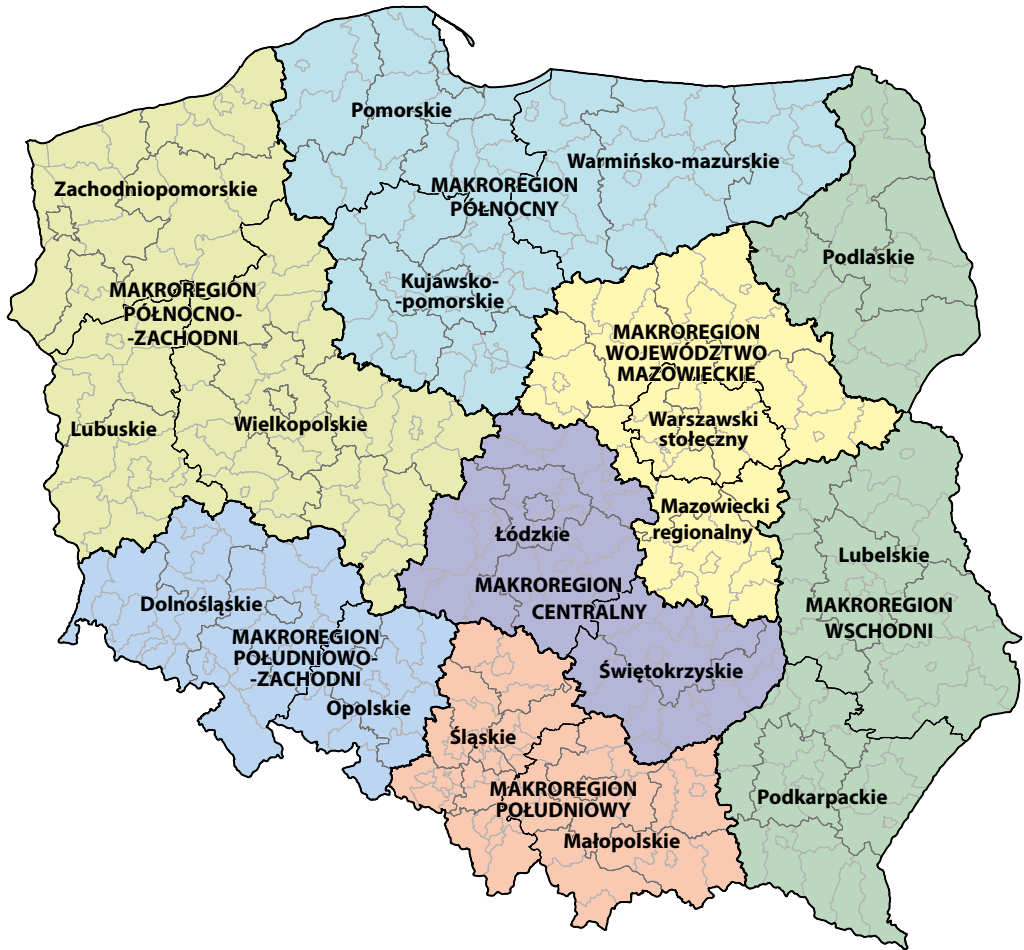 Pomorskie
Warmińsko-mazurskie
Zachodniopomorskie
MAKROREGION
PÓŁNOCNY
Podlaskie
Kujawsko-
-pomorskie
MAKROREGION
PÓŁNOCNO-
-ZACHODNI
MAKROREGION
WOJEWÓDZTWO
MAZOWIECKIE
Lubuskie
Wielkopolskie
Warszawski
stołeczny
Mazowiecki
regionalny
Łódzkie
Lubelskie
MAKROREGION
CENTRALNY
Dolnośląskie
MAKROREGION
WSCHODNI
MAKROREGION
POŁUDNIOWO-
-ZACHODNI
Świętokrzyskie
Opolskie
Śląskie
MAKROREGION
POŁUDNIOWY
Podkarpackie
Małopolskie